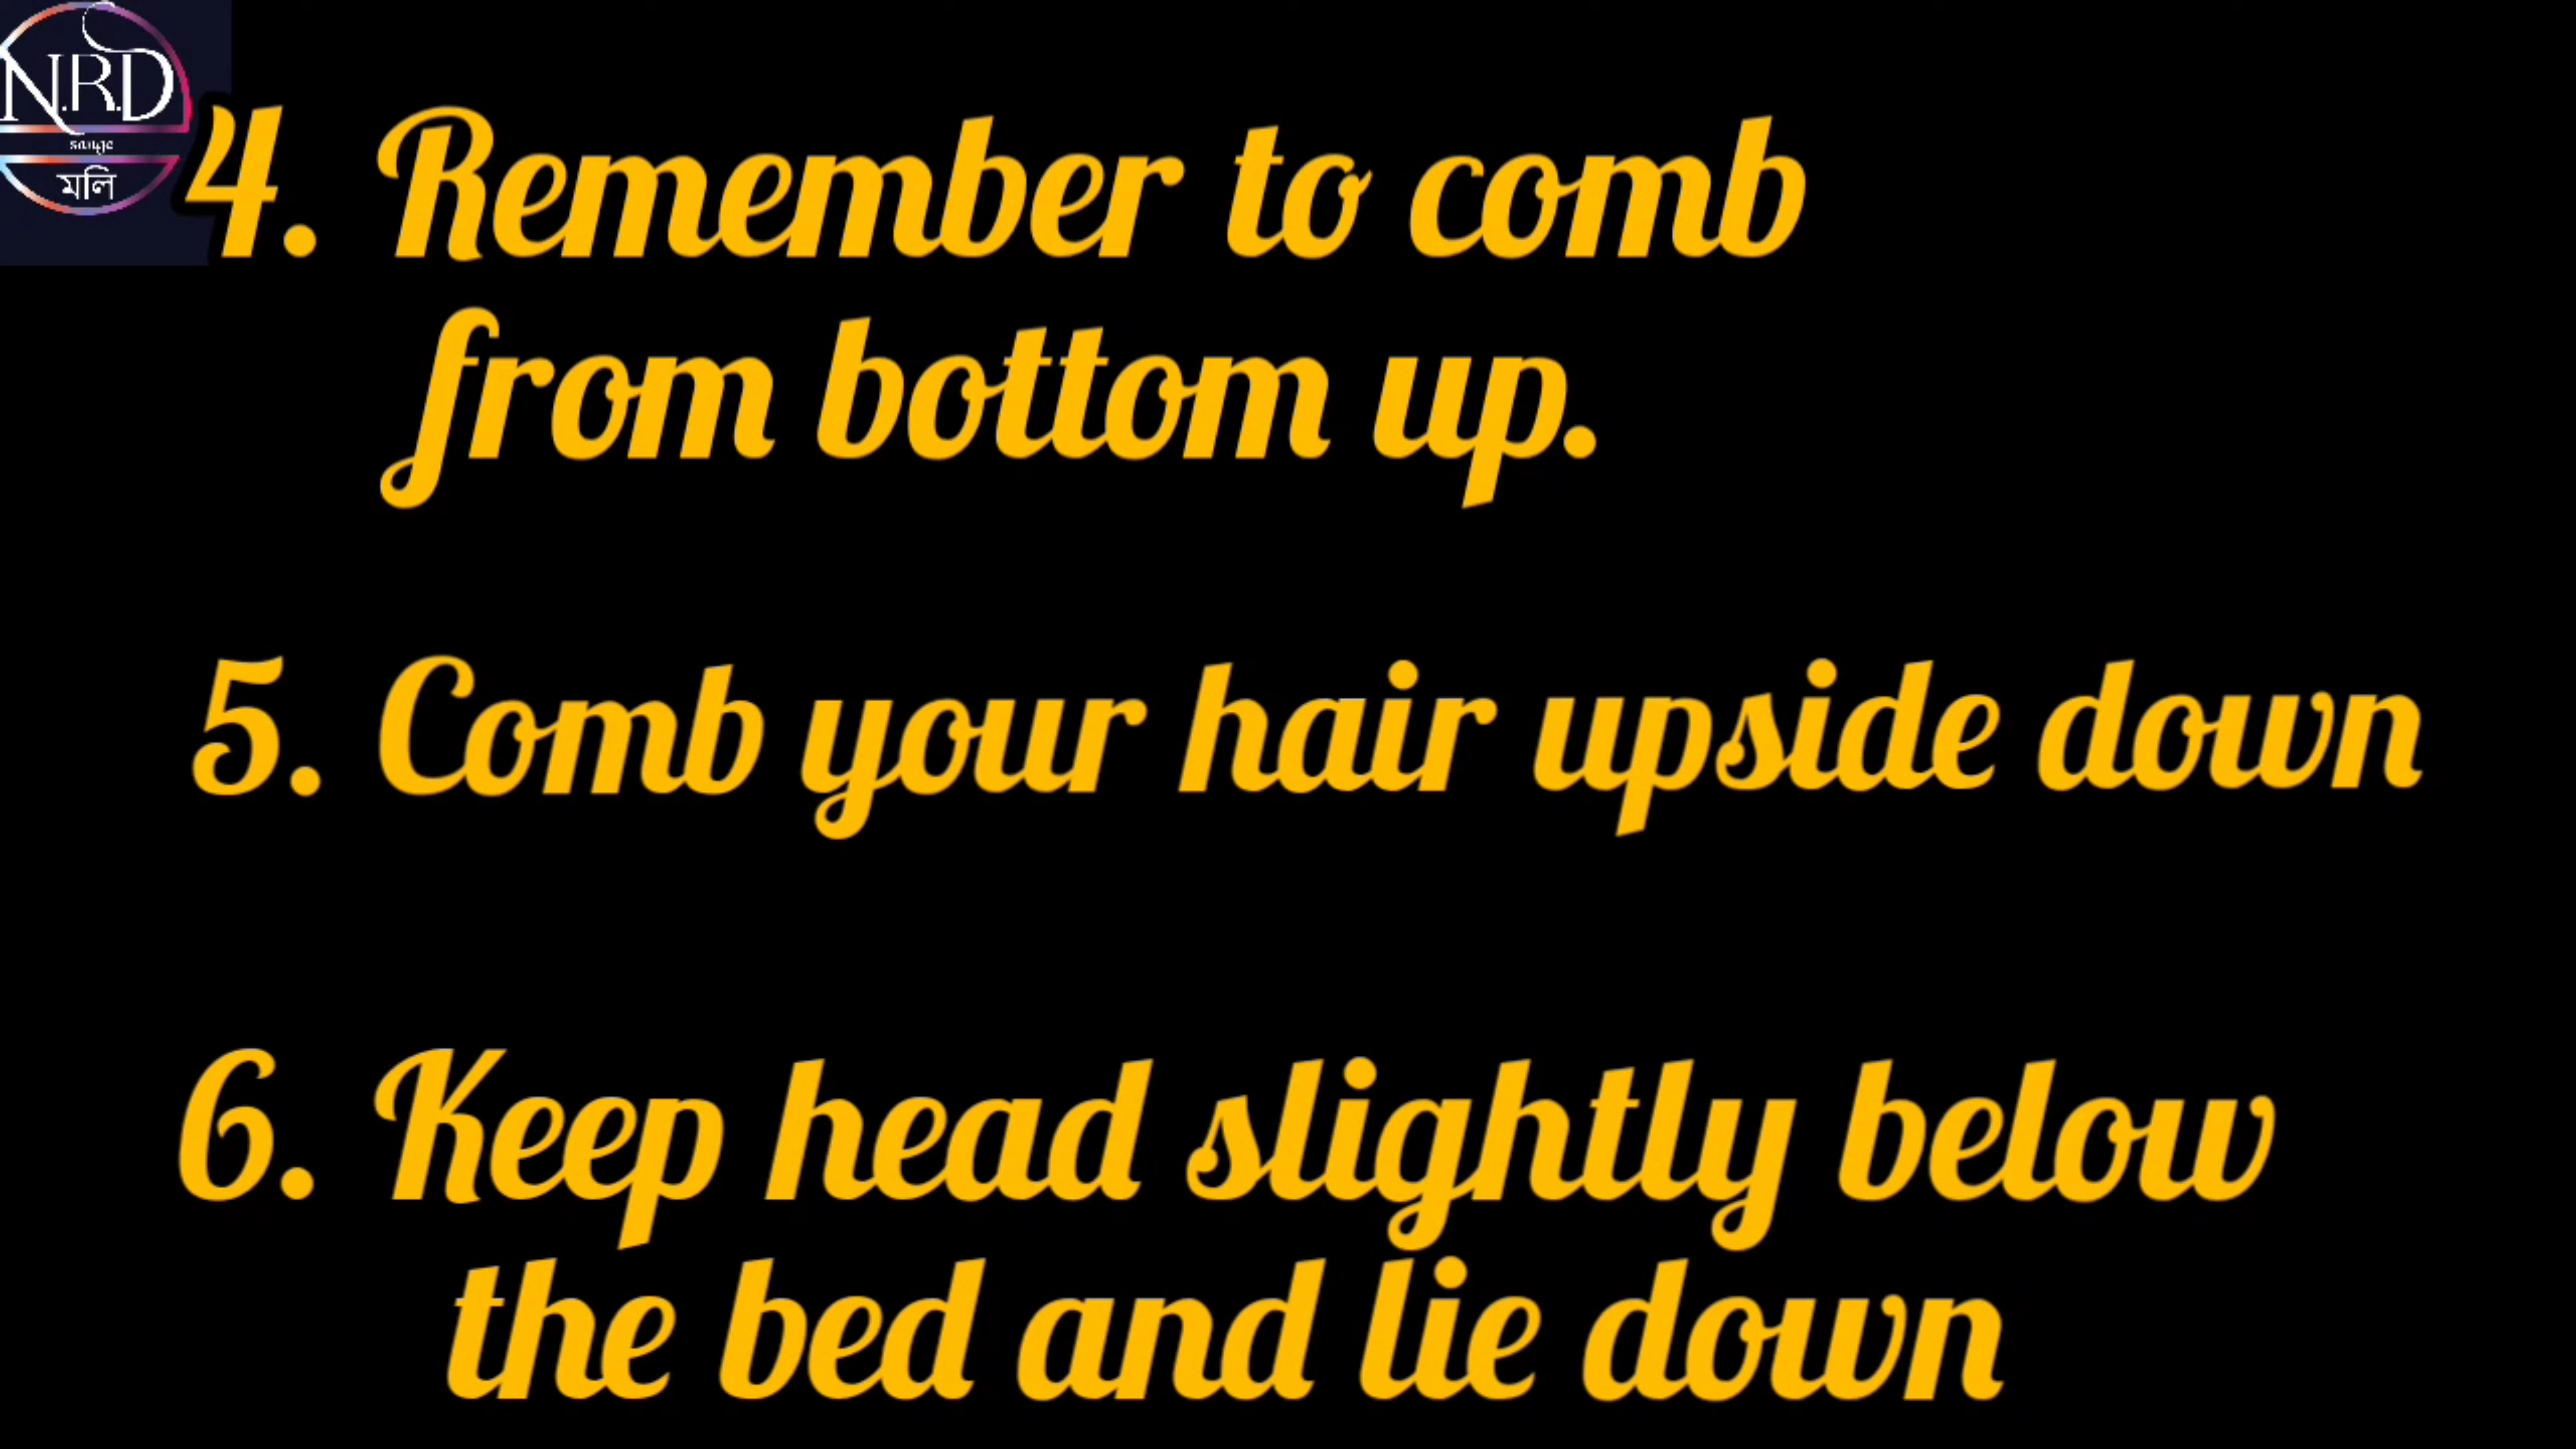 N.R.D
মলি
4. Remember to comb
from bottom up.
5. Comb your hair upside down
6. Keep head slightly below
the bed and lie down